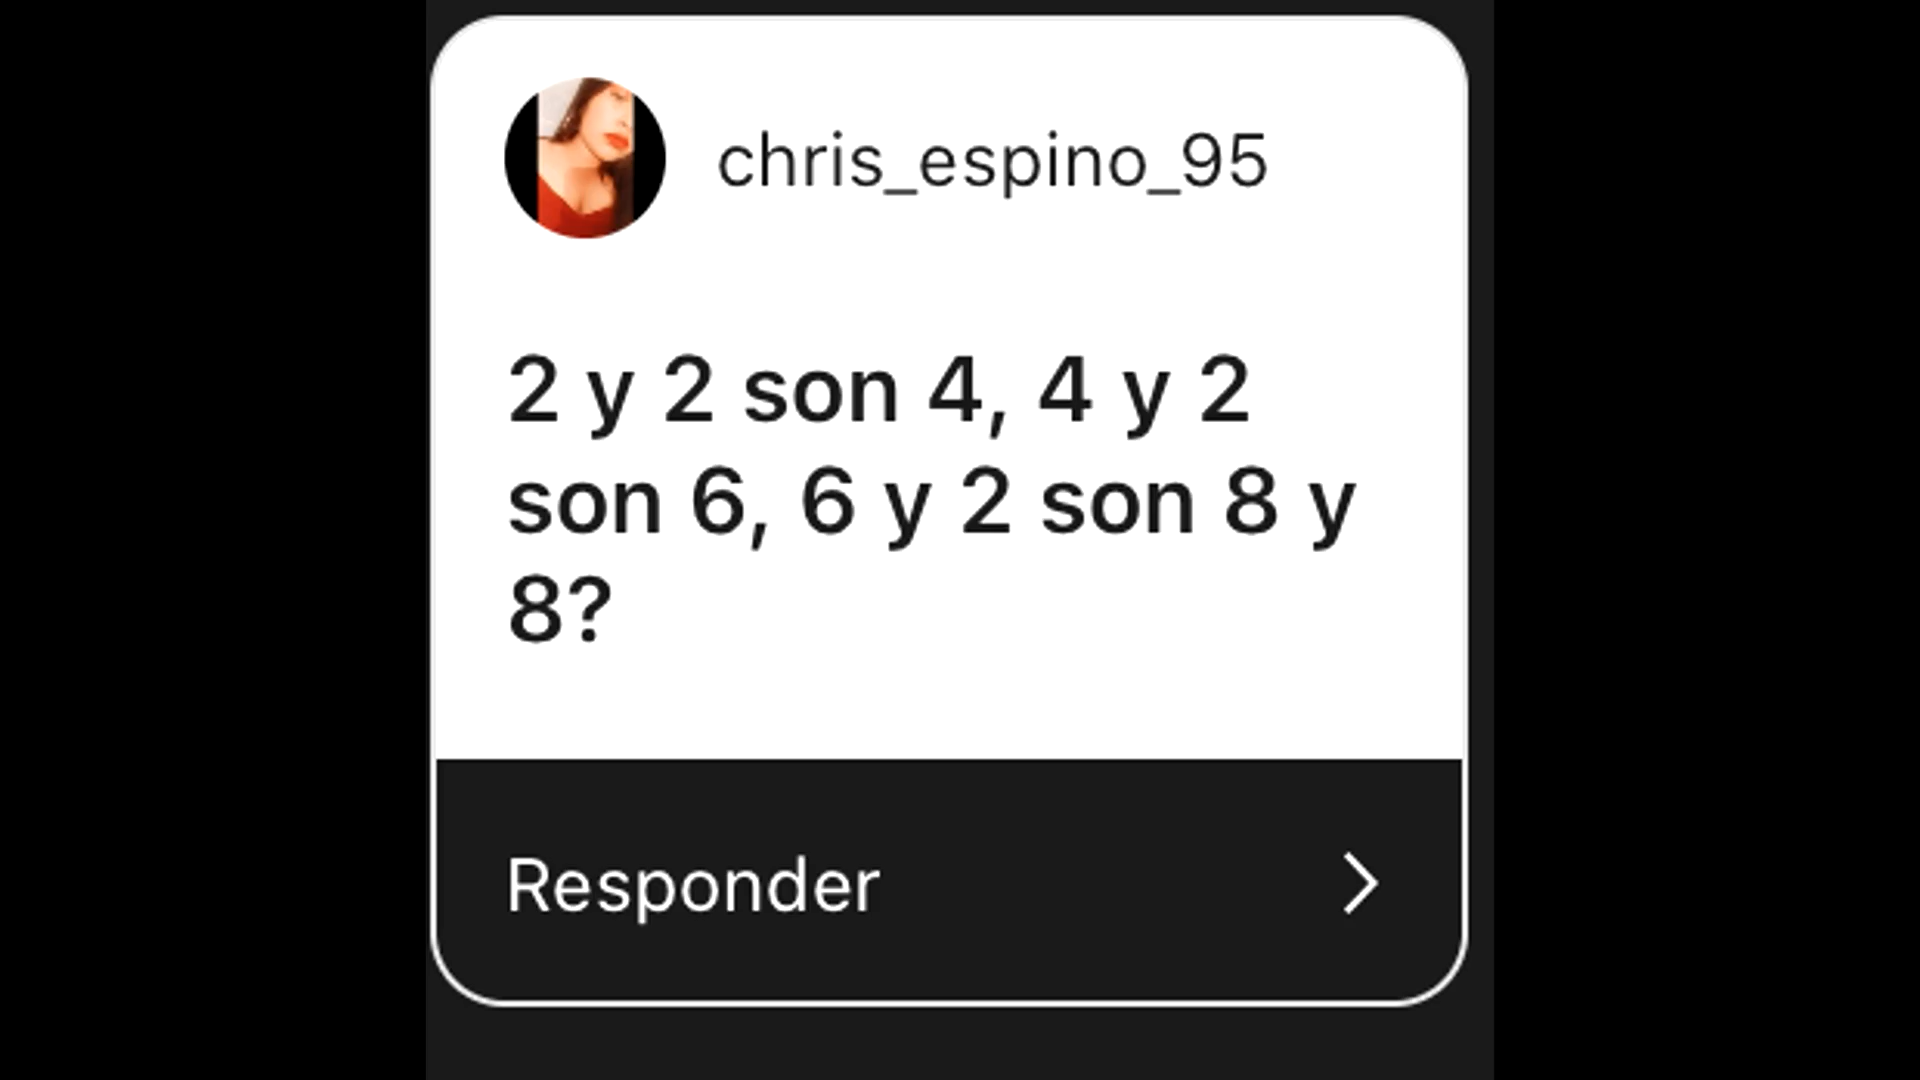 chris_espino_95
2 y 2 son 4, 4 y 2
son 6, 6 y 2 son 8 y
8?
Responder